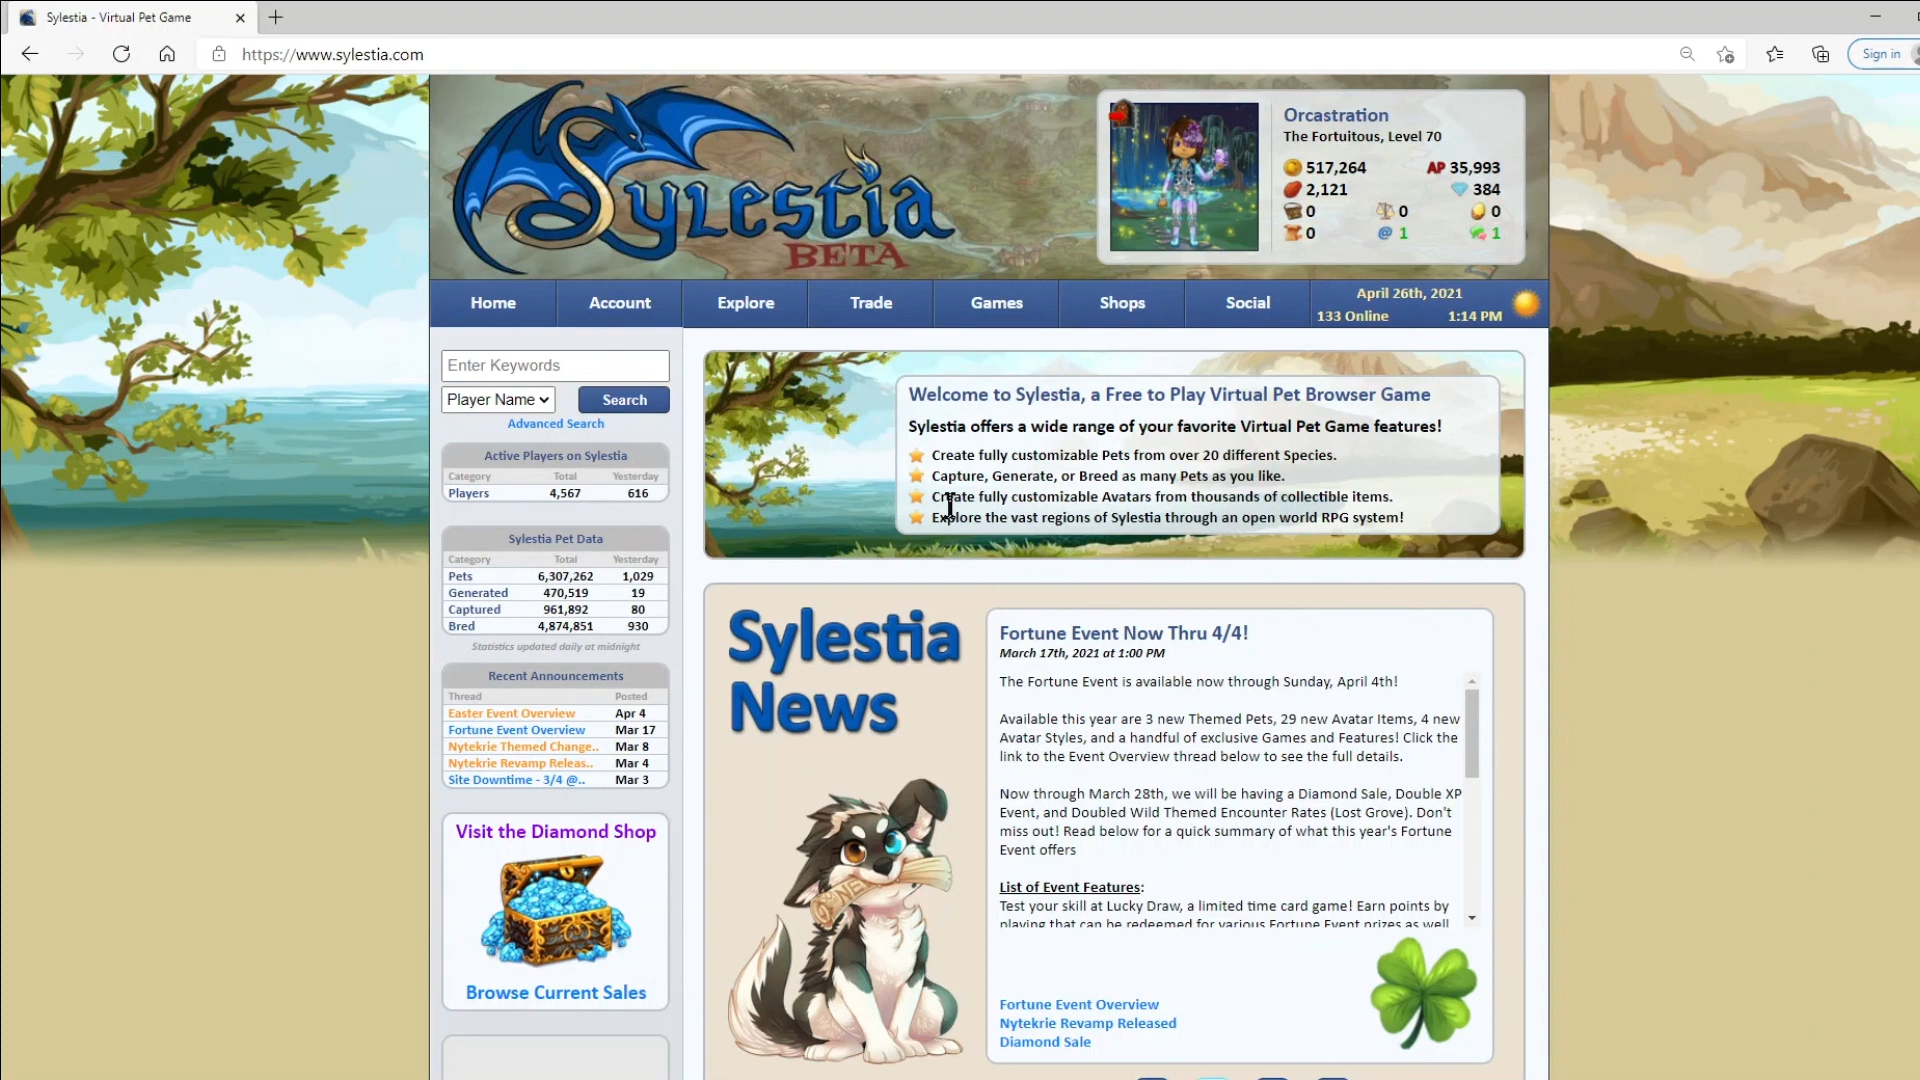 Sylestia - Virtual Pet Game
https://www.sylestia.com
Sign in
Sylestia
BETA
Orcastration
The Fortuitous, Level 70
517,264
AP 35,993
2,121
384
0
0
0
0
@ 1
1
Home
Account
Explore
Trade
Games
Shops
Social
April 26th, 2021
133 Online
1:14 PM
Enter Keywords
Player Name
Search
Advanced Search
Active Players on Sylestia
Category Total Yesterday
Players 4,567 616
Sylestia Pet Data
Category Total Yesterday
Pets 6,307,262 1,029
Generated 470,519 19
Captured 961,892 80
Bred 4,874,851 930
Statistics updated daily at midnight
Recent Announcements
Thread Posted
Easter Event Overview Apr 4
Fortune Event Overview Mar 17
Nytekrie Themed Change.. Mar 8
Nytekrie Revamp Releas.. Mar 4
Site Downtime - 3/4 @.. Mar 3
Visit the Diamond Shop
Browse Current Sales
Welcome to Sylestia, a Free to Play Virtual Pet Browser Game
Sylestia offers a wide range of your favorite Virtual Pet Game features!
Create fully customizable Pets from over 20 different Species.
Capture, Generate, or Breed as many Pets as you like.
Create fully customizable Avatars from thousands of collectible items.
Explore the vast regions of Sylestia through an open world RPG system!
Sylestia
News
Fortune Event Now Thru 4/4!
March 17th, 2021 at 1:00 PM
The Fortune Event is available now through Sunday, April 4th!
Available this year are 3 new Themed Pets, 29 new Avatar Items, 4 new
Avatar Styles, and a handful of exclusive Games and Features! Click the
link to the Event Overview thread below to see the full details.
Now through March 28th, we will be having a Diamond Sale, Double XP
Event, and Doubled Wild Themed Encounter Rates (Lost Grove). Don't
miss out! Read below for a quick summary of what this year's Fortune
Event offers
List of Event Features:
Test your skill at Lucky Draw, a limited time card game! Earn points by
playing that can be redeemed for various Fortune Event prizes as well
Fortune Event Overview
Nytekrie Revamp Released
Diamond Sale